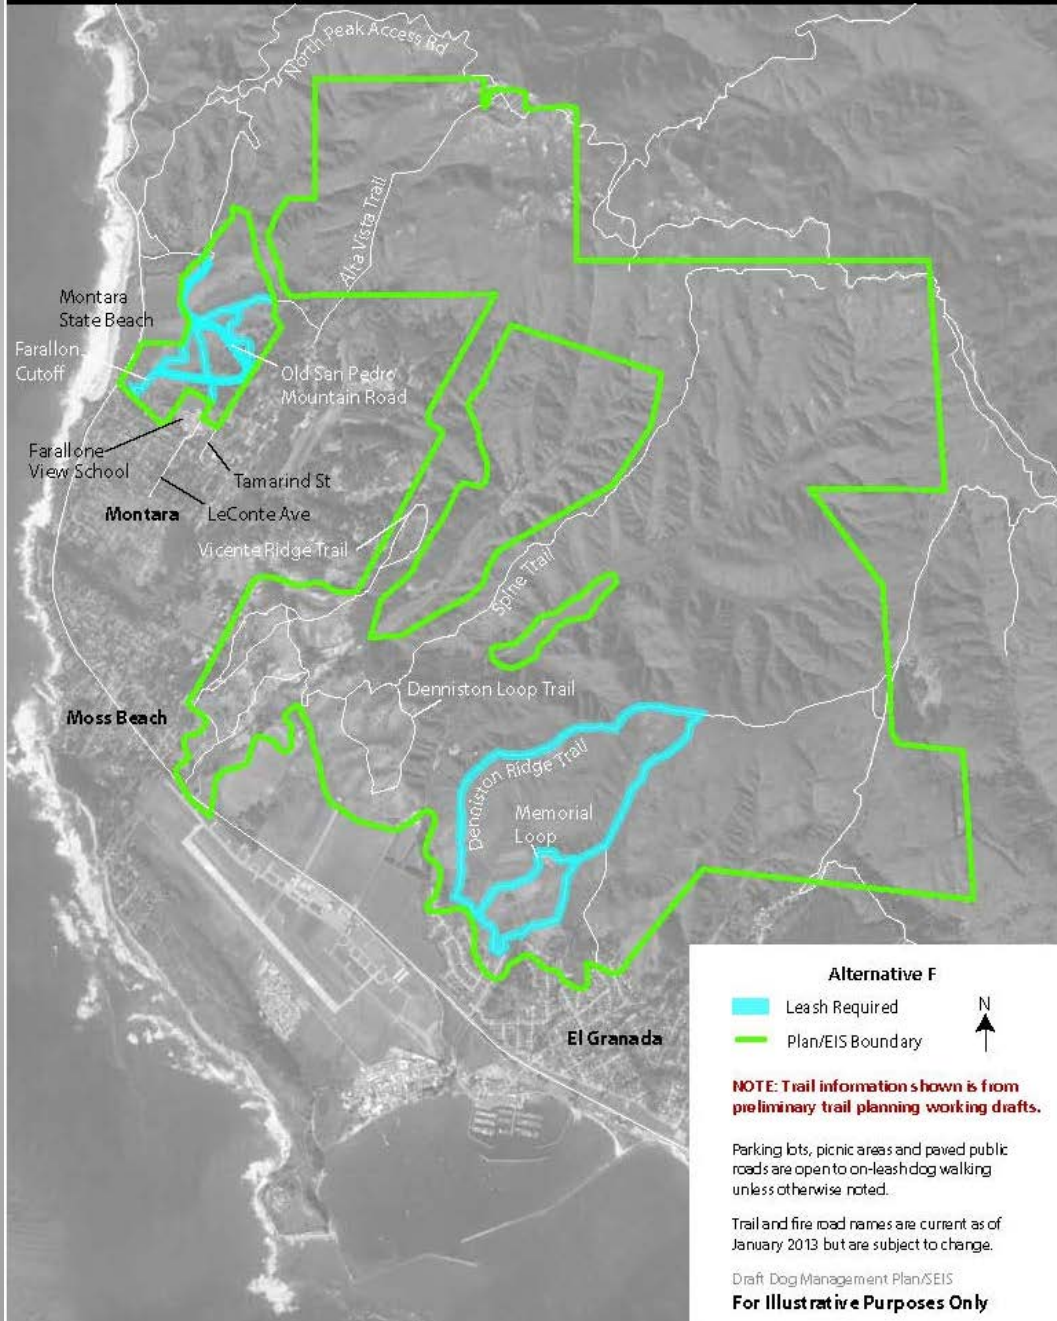 North Peak Access Rd
Alta Vista Trail
Montara
State Beach
Farallon
Cutoff
Old San Pedro
Mountain Road
Farallone
View School
Tamarind St
Montara
LeConte Ave
Vicente Ridge Trail
Spine Trail
Denniston Loop Trail
Moss Beach
Denniston Ridge Trail
Memorial
Loop
El Granada
Alternative F
Leash Required
Plan/EIS Boundary
N
NOTE: Trail information shown is from
preliminary trail planning working drafts.
Parking lots, picnic areas and paved public
roads are open to on-leash dog walking
unless otherwise noted.
Trail and fire road names are current as of
January 2013 but are subject to change.
Draft Dog Management Plan/SEIS
For Illustrative Purposes Only